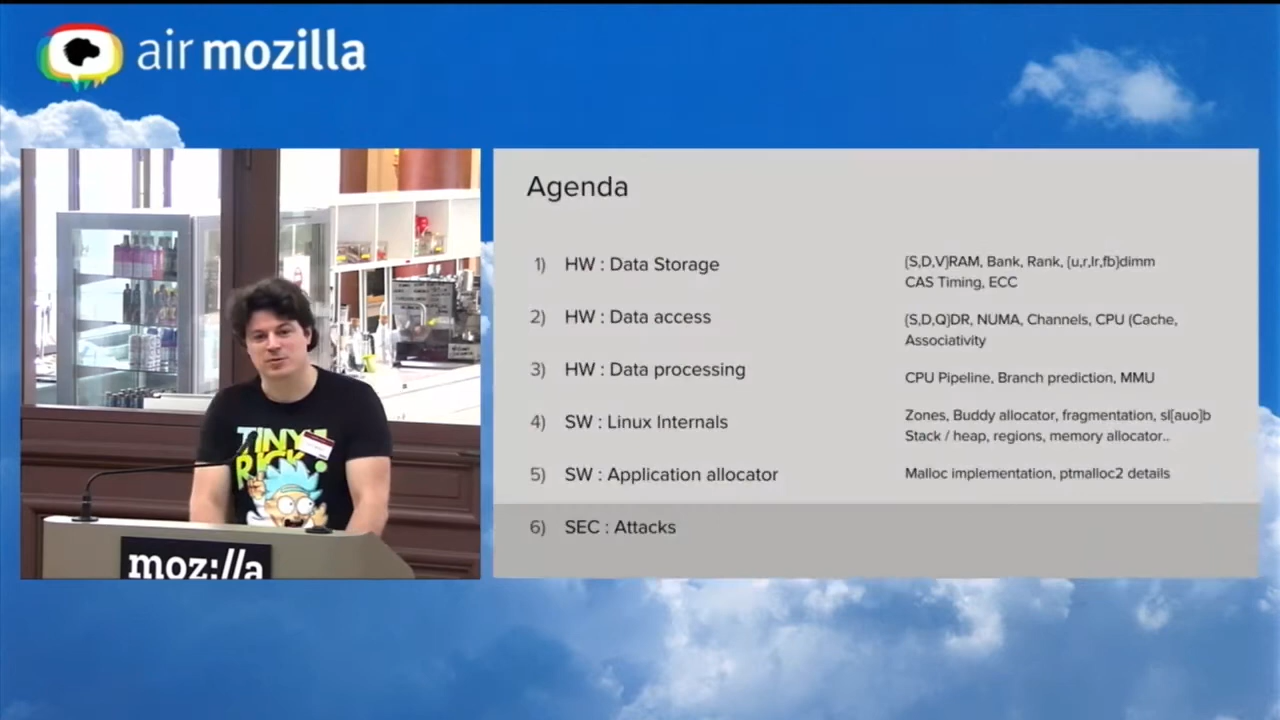 air mozilla
Agenda
1) HW : Data Storage
{S,D,V}RAM, Bank, Rank, {u,r,lr,fb}dimm
CAS Timing, ECC
2) HW : Data access
{S,D,Q}DR, NUMA, Channels, CPU (Cache,
Associativity
3) HW : Data processing
CPU Pipeline, Branch prediction, MMU
4) SW : Linux Internals
Zones, Buddy allocator, fragmentation, sl[auo]b
Stack / heap, regions, memory allocator..
5) SW : Application allocator
Malloc implementation, ptmalloc2 details
6) SEC : Attacks
TINY
RICK
moz://a